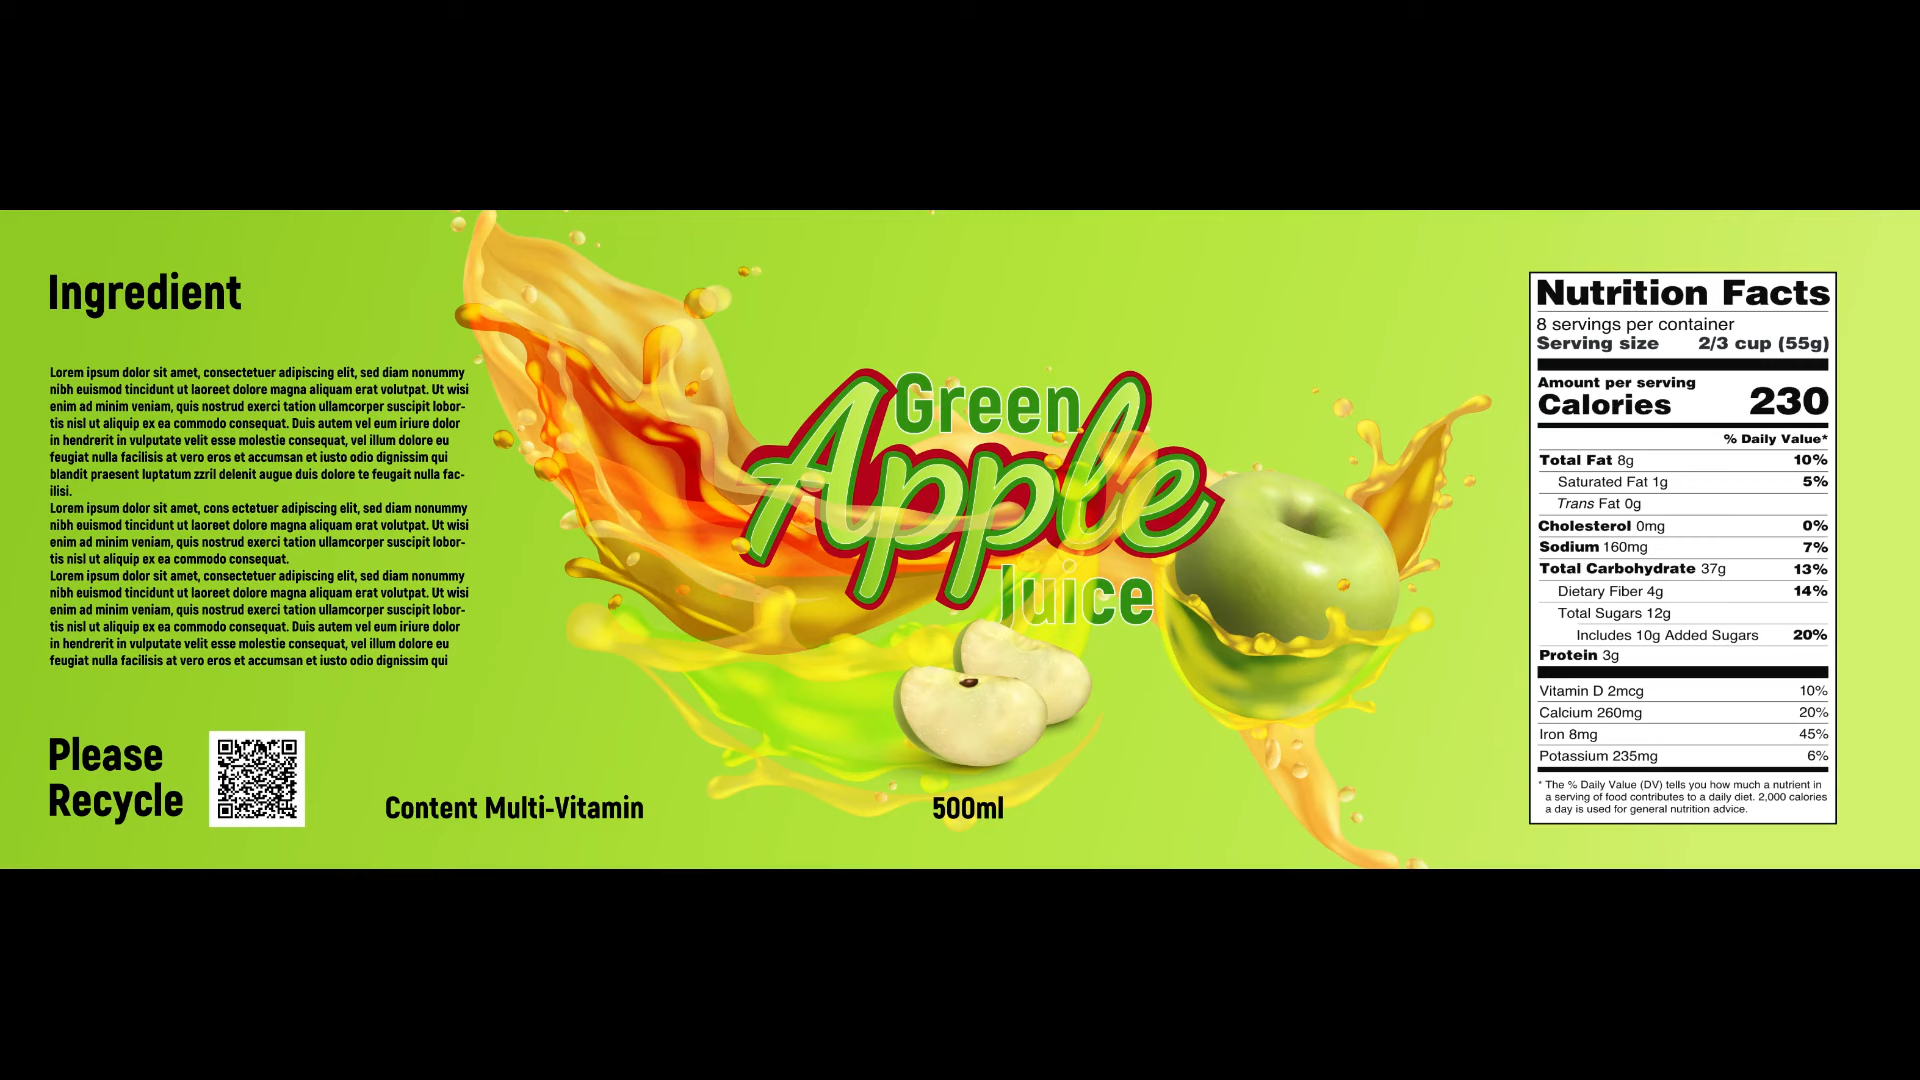 Ingredient
Lorem ipsum dolor sit amet, consectetuer adipiscing elit, sed diam nonummy
nibh euismod tincidunt ut laoreet dolore magna aliquam erat volutpat. Ut wisi
enim ad minim veniam, quis nostrud exerci tation ullamcorper suscipit lobor-
tis nisl ut aliquip ex ea commodo consequat. Duis autem vel eum iriure dolor
in hendrerit in vulputate velit esse molestie consequat, vel illum dolore eu
feugiat nulla facilisis at vero eros et accumsan et iusto odio dignissim qui
blandit praesent luptatum zzril delenit augue duis dolore te feugait nulla fac-
ilisi.
Lorem ipsum dolor sit amet, cons ectetuer adipiscing elit, sed diam nonummy
nibh euismod tincidunt ut laoreet dolore magna aliquam erat volutpat. Ut wisi
enim ad minim veniam, quis nostrud exerci tation ullamcorper suscipit lobor-
tis nisl ut aliquip ex ea commodo consequat.
Lorem ipsum dolor sit amet, consectetuer adipiscing elit, sed diam nonummy
nibh euismod tincidunt ut laoreet dolore magna aliquam erat volutpat. Ut wisi
enim ad minim veniam, quis nostrud exerci tation ullamcorper suscipit lobor-
tis nisl ut aliquip ex ea commodo consequat. Duis autem vel eum iriure dolor
in hendrerit in vulputate velit esse molestie consequat, vel illum dolore eu
feugiat nulla facilisis at vero eros et accumsan et iusto odio dignissim qui
Please
Recycle
Content Multi-Vitamin
Green
Apple
Juice
500ml
Nutrition Facts
8 servings per container
Serving size 2/3 cup (55g)
Amount per serving
Calories 230
% Daily Value*
Total Fat 8g 10%
Saturated Fat 1g 5%
Trans Fat 0g
Cholesterol 0mg 0%
Sodium 160mg 7%
Total Carbohydrate 37g 13%
Dietary Fiber 4g 14%
Total Sugars 12g
Includes 10g Added Sugars 20%
Protein 3g
Vitamin D 2mcg 10%
Calcium 260mg 20%
Iron 8mg 45%
Potassium 235mg 6%
* The % Daily Value (DV) tells you how much a nutrient in
a serving of food contributes to a daily diet. 2,000 calories
a day is used for general nutrition advice.